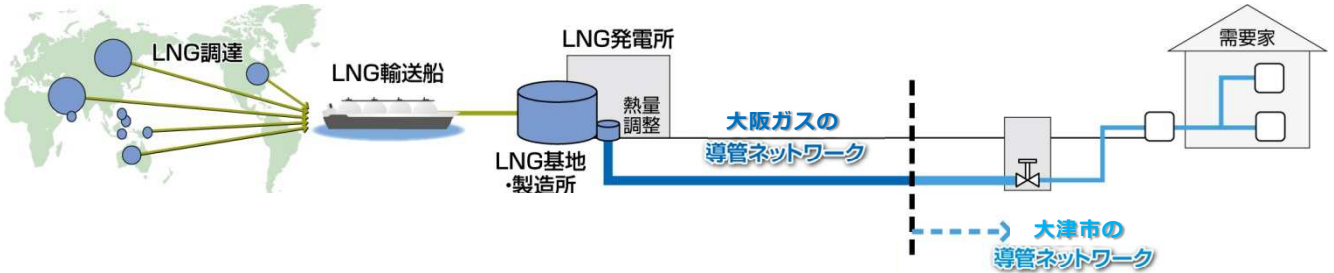 LNG調達
LNG輸送船
LNG発電所
熱量
調整
LNG基地
・製造所
大阪ガスの
導管ネットワーク
大津市の
導管ネットワーク
需要家